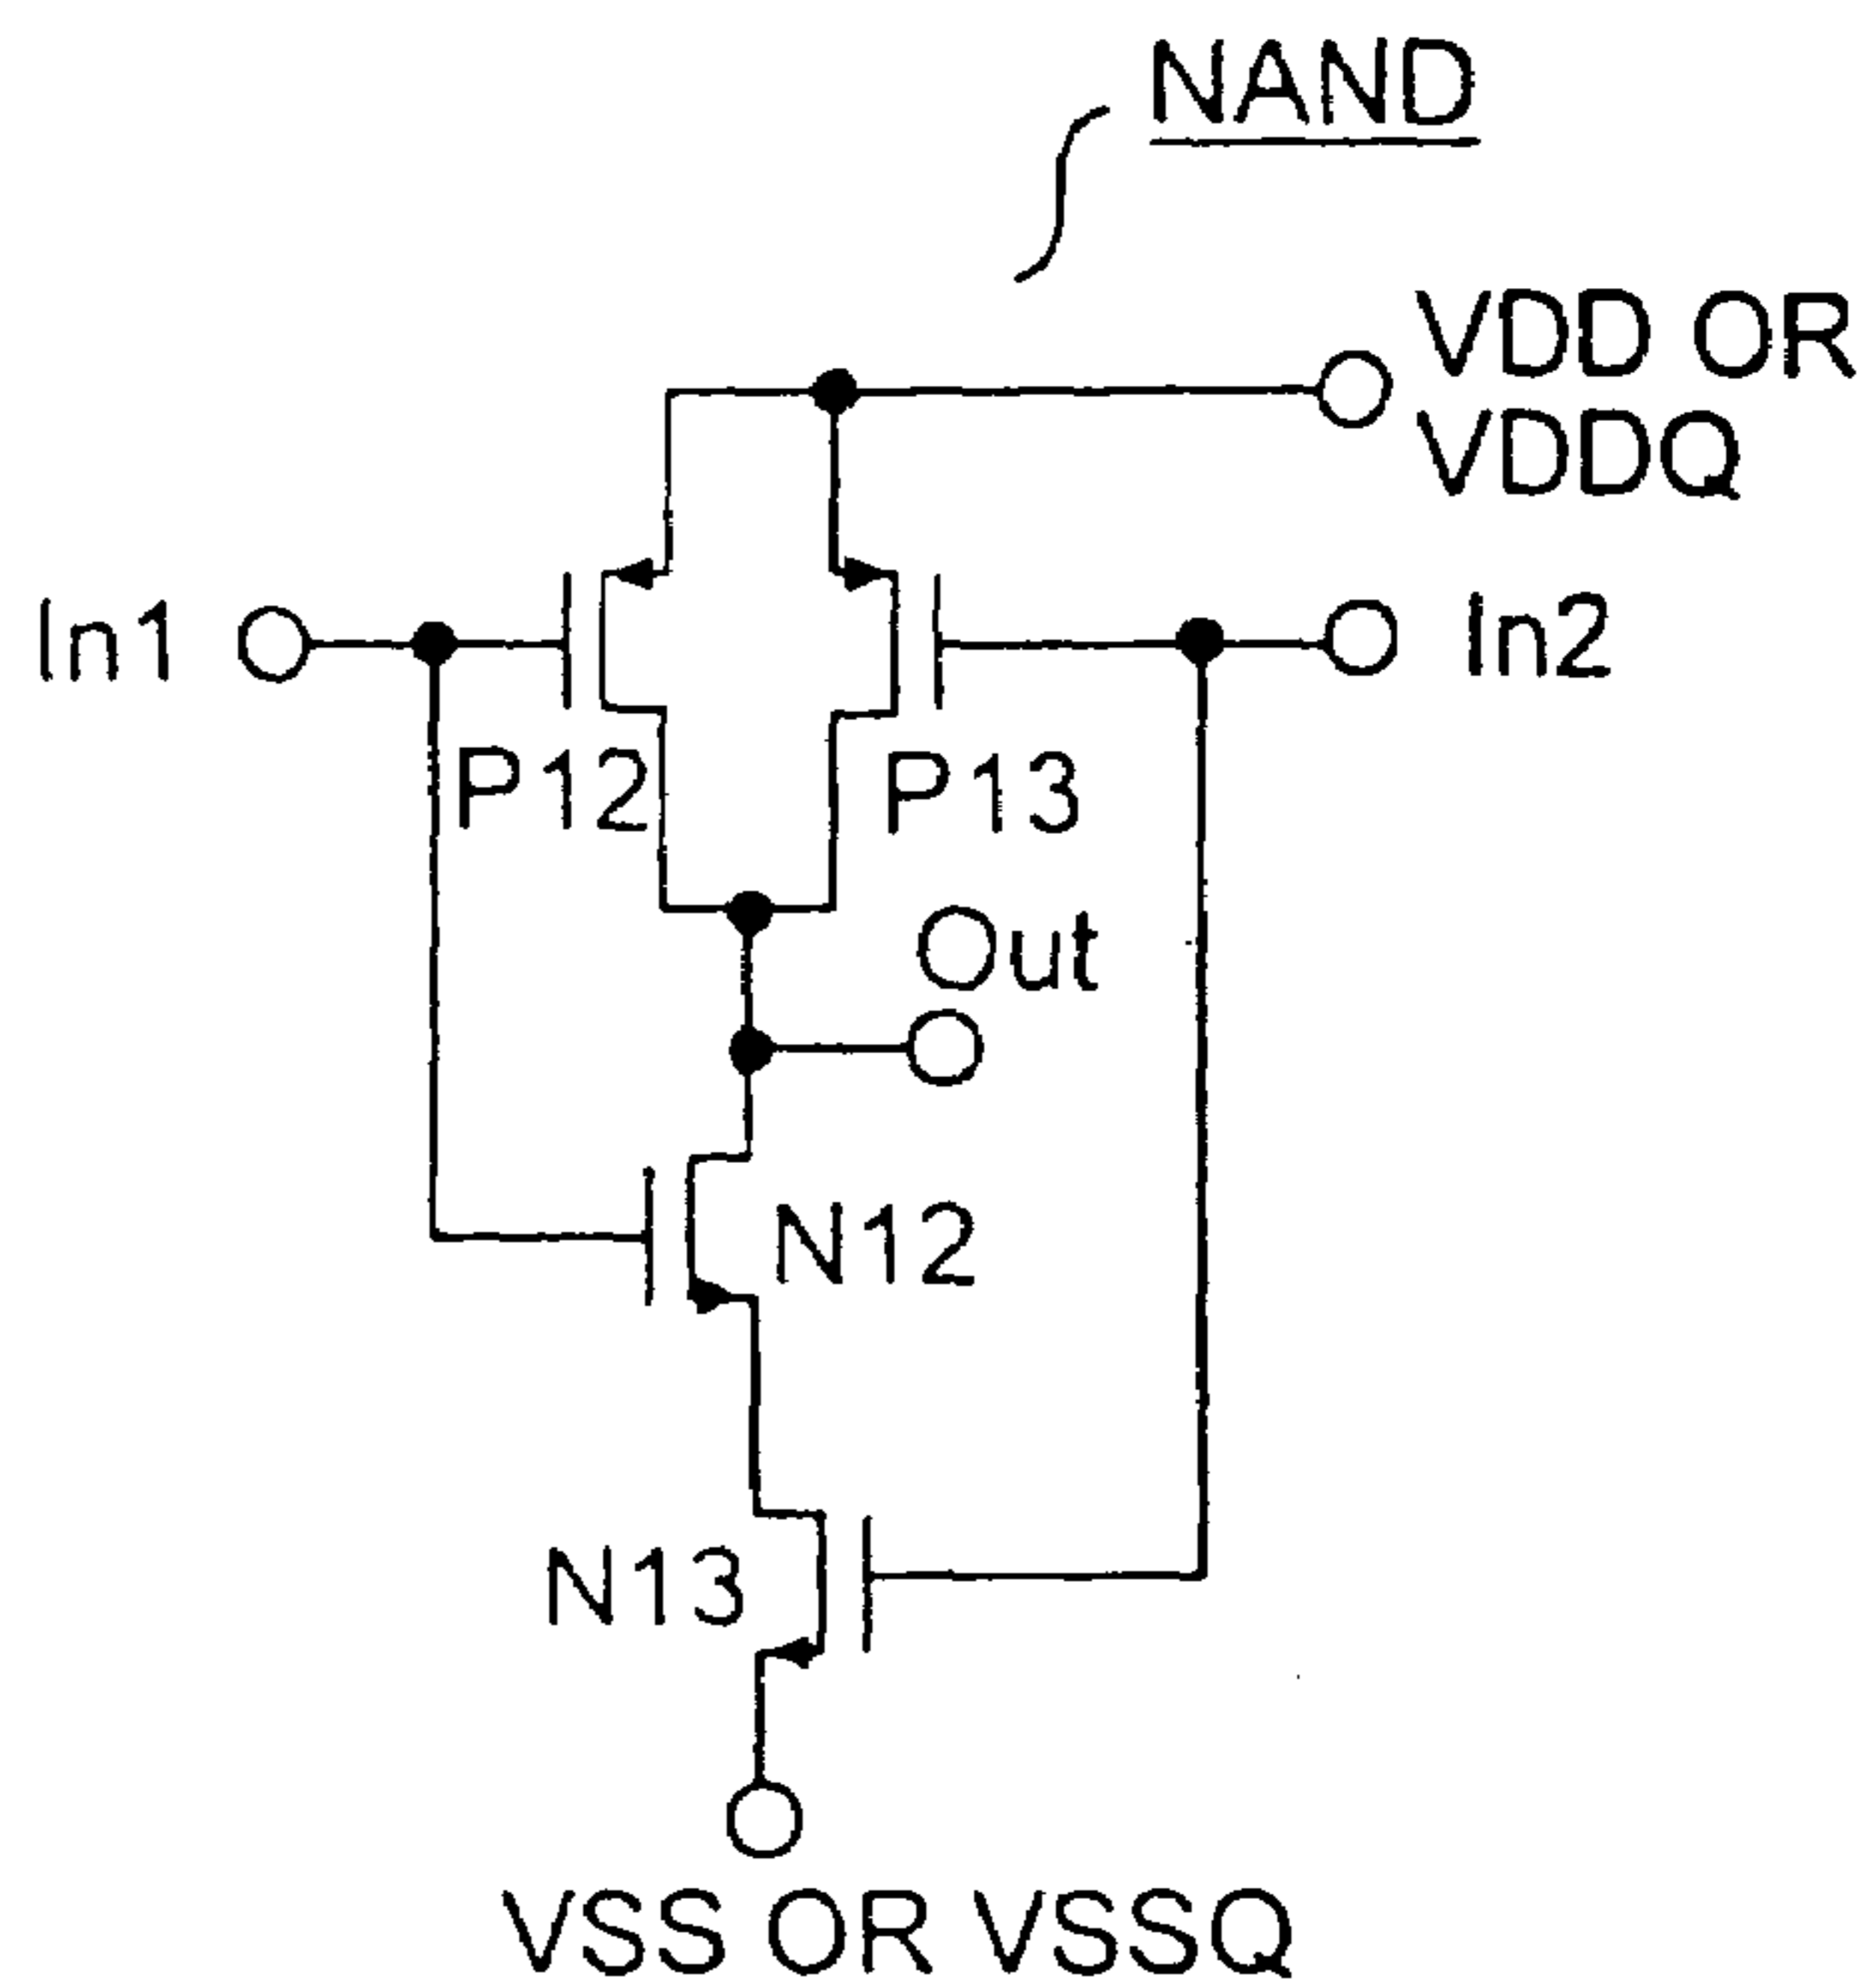 NAND
VDD OR
VDDQ
In1
In2
P12
P13
Out
N12
N13
VSS OR VSSQ